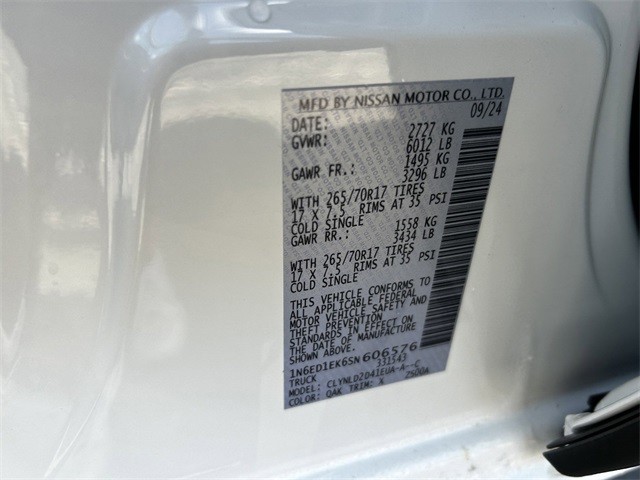 MFD BY NISSAN MOTOR CO., LTD.
DATE: 09/24
GVWR: 2727 KG
6012 LB
GAWR FR.: 1495 KG
3296 LB
WITH 265/70R17 TIRES
17 X 7.5 RIMS AT 35 PSI
COLD SINGLE
GAWR RR.: 1558 KG
3434 LB
WITH 265/70R17 TIRES
17 X 7.5 RIMS AT 35 PSI
COLD SINGLE
THIS VEHICLE CONFORMS TO
ALL APPLICABLE FEDERAL
MOTOR VEHICLE SAFETY AND
THEFT PREVENTION
STANDARDS IN EFFECT ON
THE DATE OF MANUFACTURE
SHOWN ABOVE.
1N6ED1EK6SN606576
TRUCK 331543
MODEL: CLYNLD2D41EUA-A--C
COLOR: QAK TRIM: X 2S00A